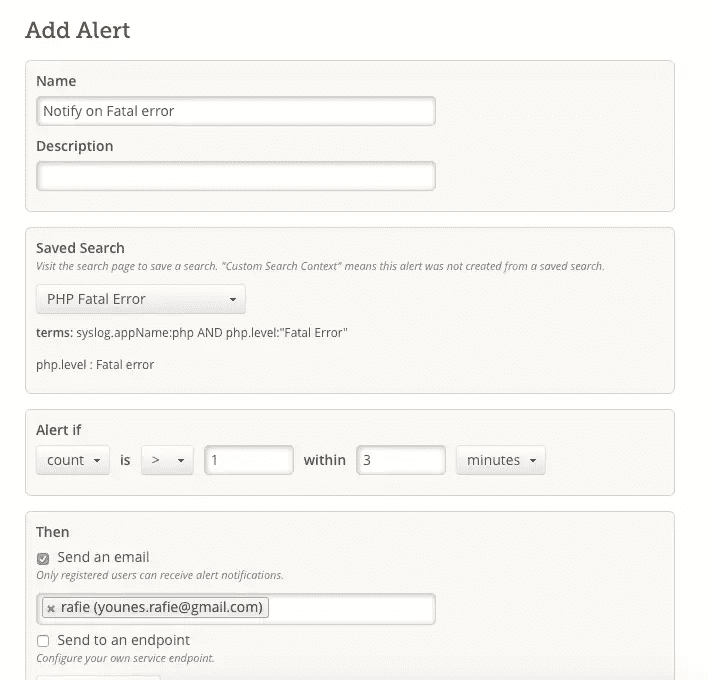 Add Alert
Name
Notify on Fatal error
Description
Saved Search
Visit the search page to save a search. "Custom Search Context" means this alert was not created from a saved search.
PHP Fatal Error
terms: syslog.appName:php AND php.level:"Fatal Error"
php.level : Fatal error
Alert if
count is > 1 within 3 minutes
Then
Send an email
Only registered users can receive alert notifications.
× rafie (younes.rafie@gmail.com)
Send to an endpoint
Configure your own service endpoint.